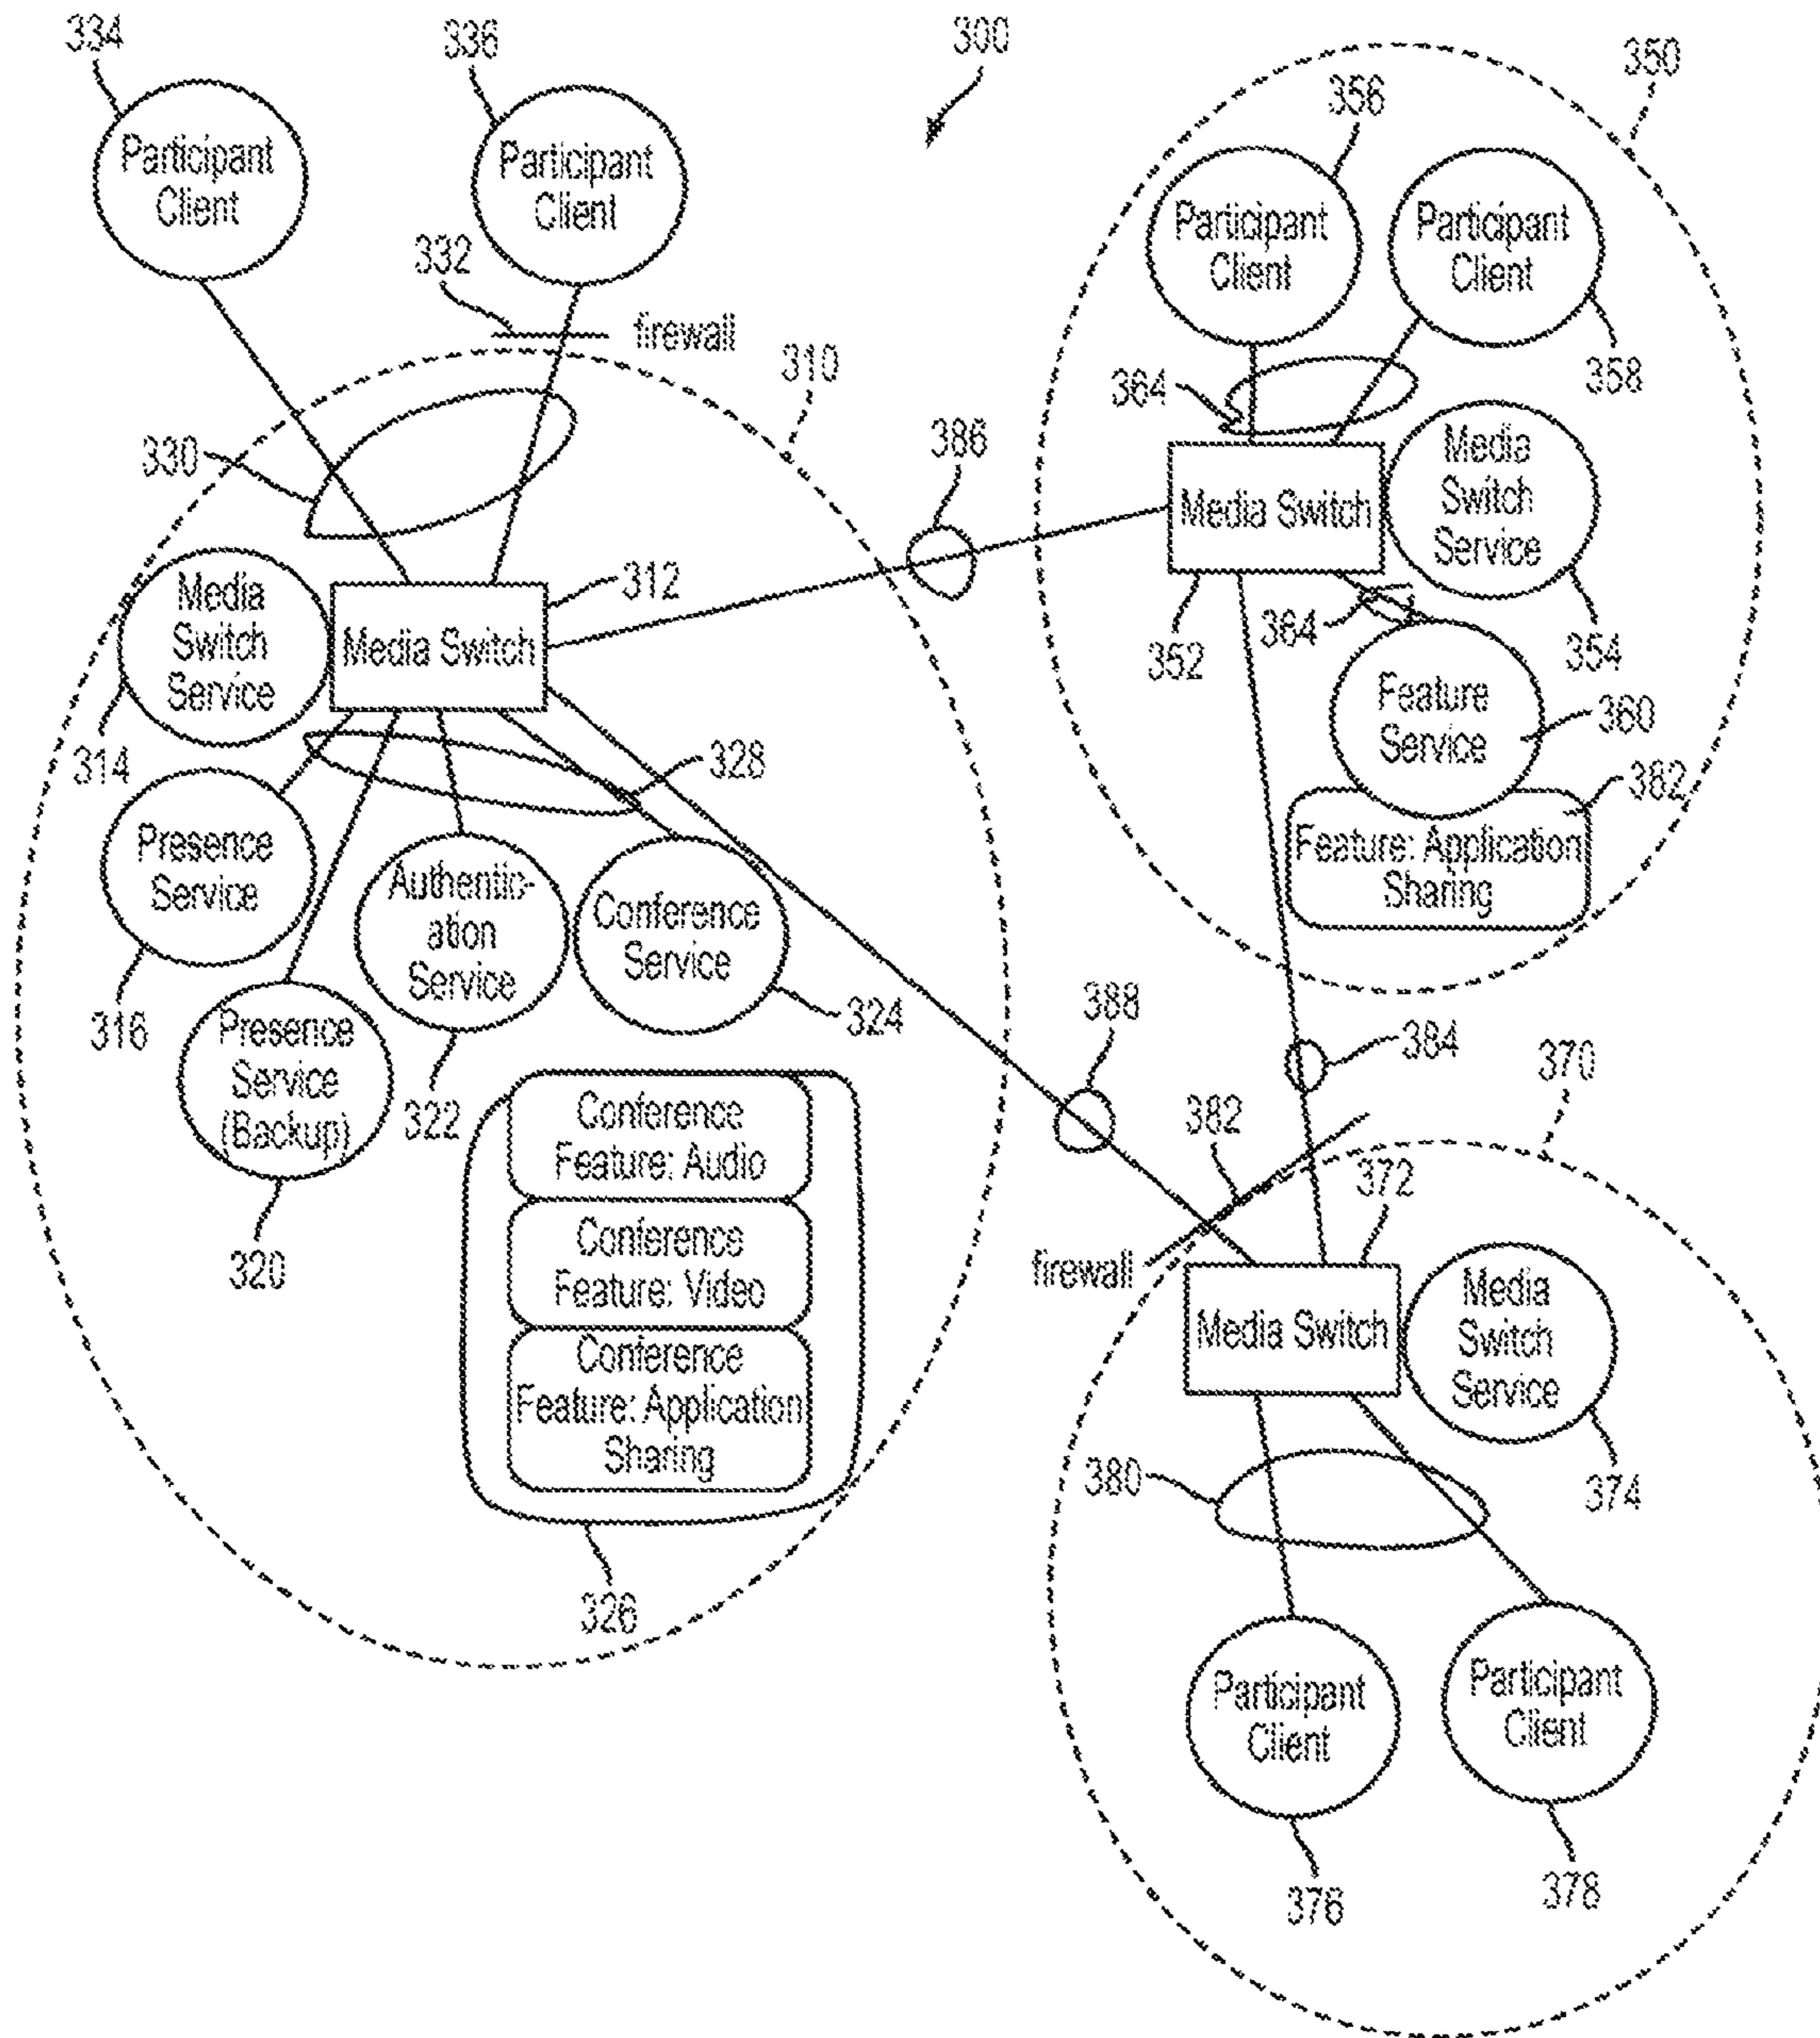 334
336
300
350
356
Participant
Client
Participant
Client
Participant
Client
Participant
Client
332
firewall
310
364
358
330
386
Media
Switch
Service
Media Switch
312
Media
Switch
Service
Media Switch
364
352
354
314
328
Feature
Service
360
382
Presence
Service
Authentic-
ation
Service
Conference
Service
Feature: Application
Sharing
316
324
Presence
Service
(Backup)
322
388
384
370
382
372
Conference
Feature: Audio
320
Conference
Feature: Video
firewall
Media Switch
Media
Switch
Service
Conference
Feature: Application
Sharing
380
374
326
Participant
Client
Participant
Client
376
378